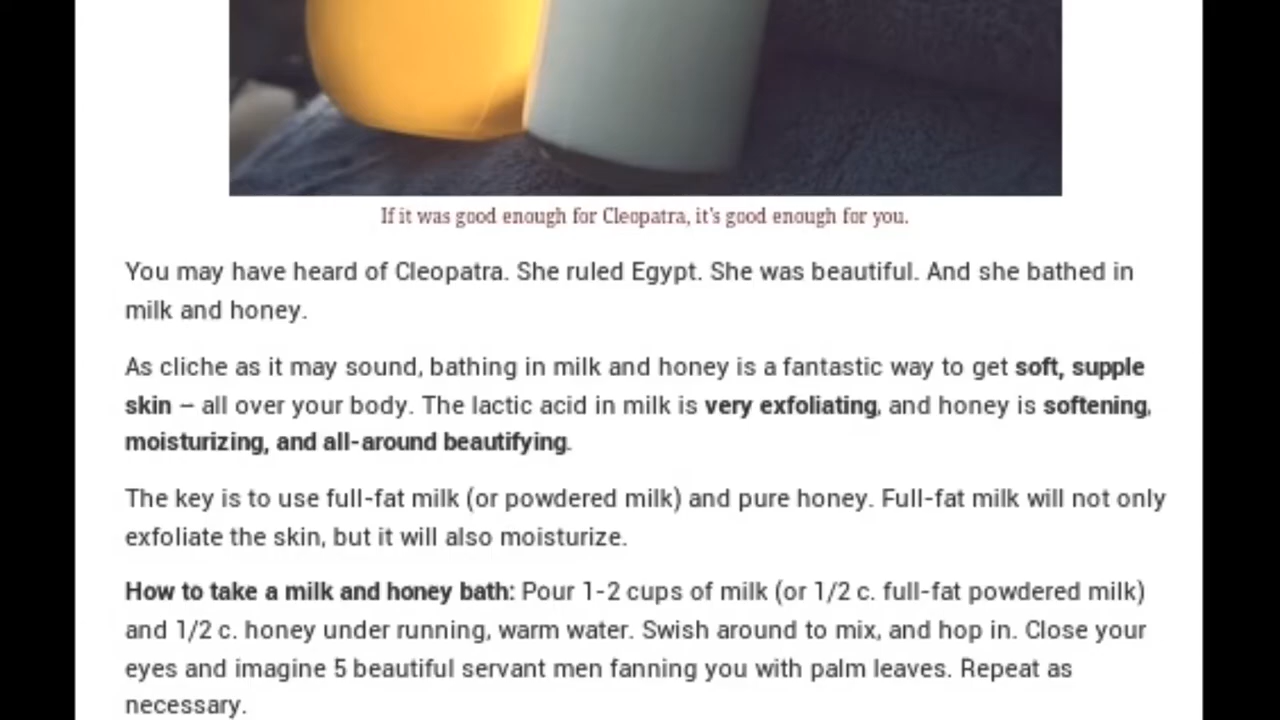 If it was good enough for Cleopatra, it's good enough for you.
You may have heard of Cleopatra. She ruled Egypt. She was beautiful. And she bathed in
milk and honey.
As cliche as it may sound, bathing in milk and honey is a fantastic way to get soft, supple
skin – all over your body. The lactic acid in milk is very exfoliating, and honey is softening,
moisturizing, and all-around beautifying.
The key is to use full-fat milk (or powdered milk) and pure honey. Full-fat milk will not only
exfoliate the skin, but it will also moisturize.
How to take a milk and honey bath: Pour 1-2 cups of milk (or 1/2 c. full-fat powdered milk)
and 1/2 c. honey under running, warm water. Swish around to mix, and hop in. Close your
eyes and imagine 5 beautiful servant men fanning you with palm leaves. Repeat as
necessary.